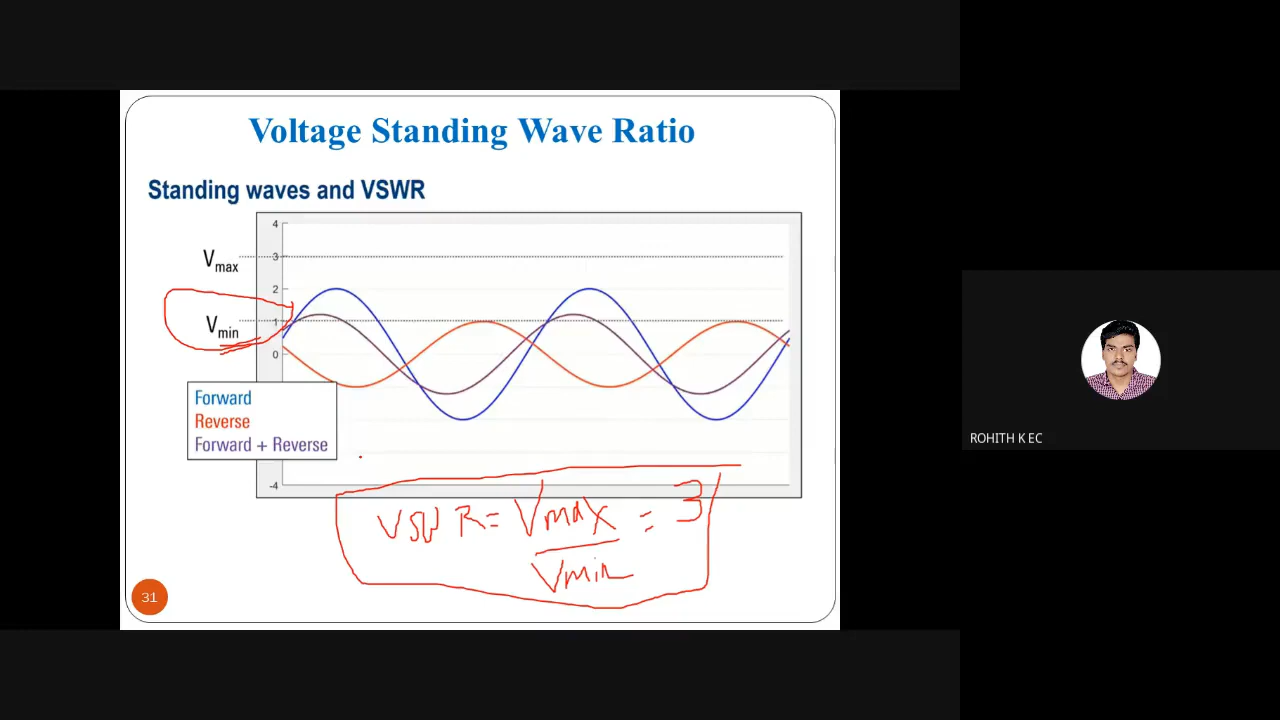 Voltage Standing Wave Ratio
Standing waves and VSWR
4
Vmax
3
2
Vmin
1
0
Forward
Reverse
Forward + Reverse
-4
VSWR = Vmax = 3
Vmin
31
ROHITH K EC